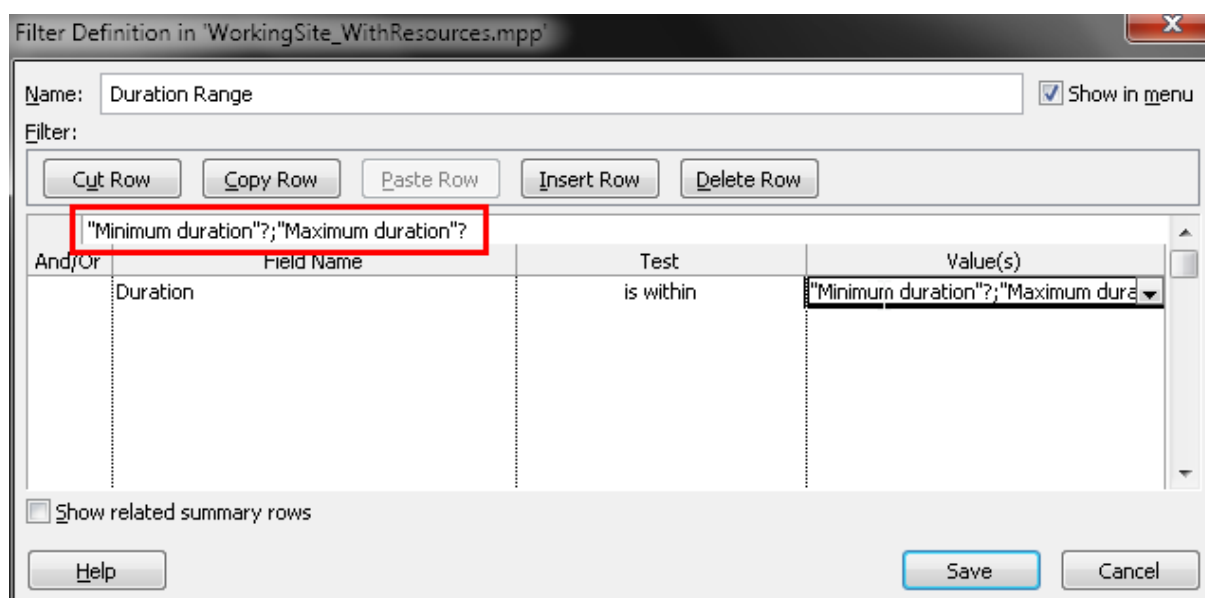 Filter Definition in 'WorkingSite_WithResources.mpp'
X
Name: Duration Range Show in menu
Filter:
Cut Row Copy Row Paste Row Insert Row Delete Row
"Minimum duration"?;"Maximum duration"?
And/Or Field Name Test Value(s)
Duration is within "Minimum duration"?;"Maximum dura
Show related summary rows
Help Save Cancel